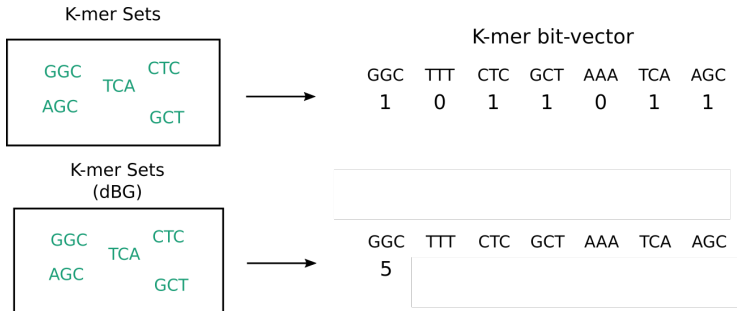 K-mer Sets
GGC TCA CTC
AGC GCT
K-mer bit-vector
GGC TTT CTC GCT AAA TCA AGC
1 0 1 1 0 1 1
K-mer Sets
(dBG)
GGC TCA CTC
AGC GCT
GGC TTT CTC GCT AAA TCA AGC
5